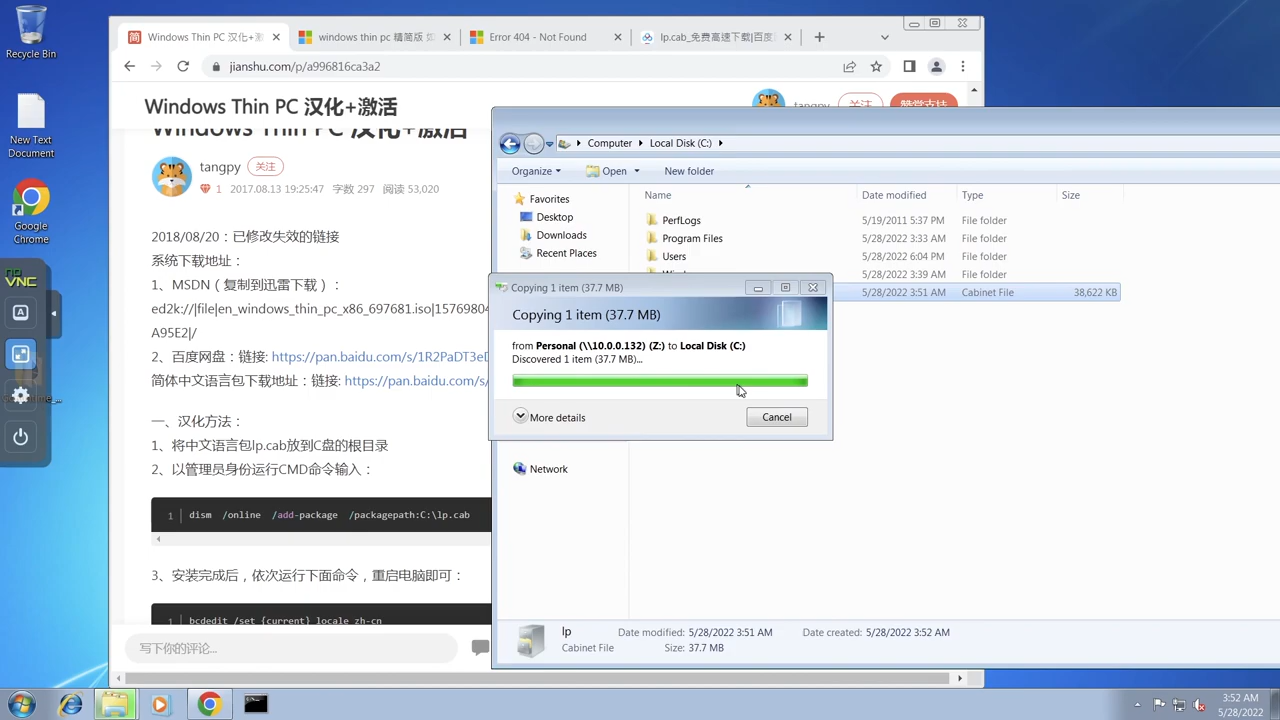 Recycle Bin
New Text
Document
Google
Chrome
noVNC
A
Windows Thin PC 汉化+激
windows thin pc 精简版 如
Error 404 - Not Found
lp.cab_免费高速下载|百度
jianshu.com/p/a996816ca3a2
Windows Thin PC 汉化+激活
tangpy
关注
赞赏支持
Windows Thin PC 汉化+激活
tangpy 关注
1 2017.08.13 19:25:47 字数 297 阅读 53,020
2018/08/20：已修改失效的链接
系统下载地址：
1、MSDN（复制到迅雷下载）：
ed2k://|file|en_windows_thin_pc_x86_697681.iso|15769804
A95E2|/
2、百度网盘：链接: https://pan.baidu.com/s/1R2PaDT3eD
简体中文语言包下载地址：链接: https://pan.baidu.com/s/
一、汉化方法：
1、将中文语言包lp.cab放到C盘的根目录
2、以管理员身份运行CMD命令输入：
1 dism /online /add-package /packagepath:C:\lp.cab
3、安装完成后，依次运行下面命令，重启电脑即可：
1 bcdedit /set {current} locale zh-cn
写下你的评论...
Computer Local Disk (C:)
Organize Open New folder
Favorites
Desktop
Downloads
Recent Places
Network
Name Date modified Type Size
PerfLogs 5/19/2011 5:37 PM File folder
Program Files 5/28/2022 3:33 AM File folder
Users 5/28/2022 6:04 PM File folder
5/28/2022 3:39 AM File folder
5/28/2022 3:51 AM Cabinet File 38,622 KB
Copying 1 item (37.7 MB)
Copying 1 item (37.7 MB)
from Personal (\\10.0.0.132) (Z:) to Local Disk (C:)
Discovered 1 item (37.7 MB)...
More details
Cancel
lp Date modified: 5/28/2022 3:51 AM Date created: 5/28/2022 3:52 AM
Cabinet File Size: 37.7 MB
3:52 AM
5/28/2022